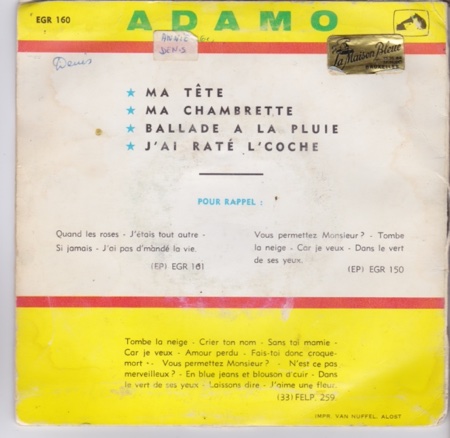 EGR 160
ADAMO
ANNIE Et
DENIS
Denis
La Maison Bleue
★ MA TÊTE
★ MA CHAMBRETTE
★ BALLADE A LA PLUIE
★ J'AI RATÉ L'COCHE
POUR RAPPEL :
Quand les roses - J'étais tout autre -
Si jamais - J'ai pas d'mandé la vie.
(EP) EGR 161
Vous permettez Monsieur ? - Tombe
la neige - Car je veux - Dans le vert
de ses yeux.
(EP) EGR 150
Tombe la neige - Crier ton nom - Sans toi mamie -
Car je veux - Amour perdu - Fais-toi donc croque-
mort - Vous permettez Monsieur ? - N'est ce pas
merveilleux ? - En blue jeans et blouson d'cuir - Dans
le vert de ses yeux - Laissons dire - J'aime une fleur.
(33) FELP. 259.
IMPR. VAN NUFFEL, ALOST